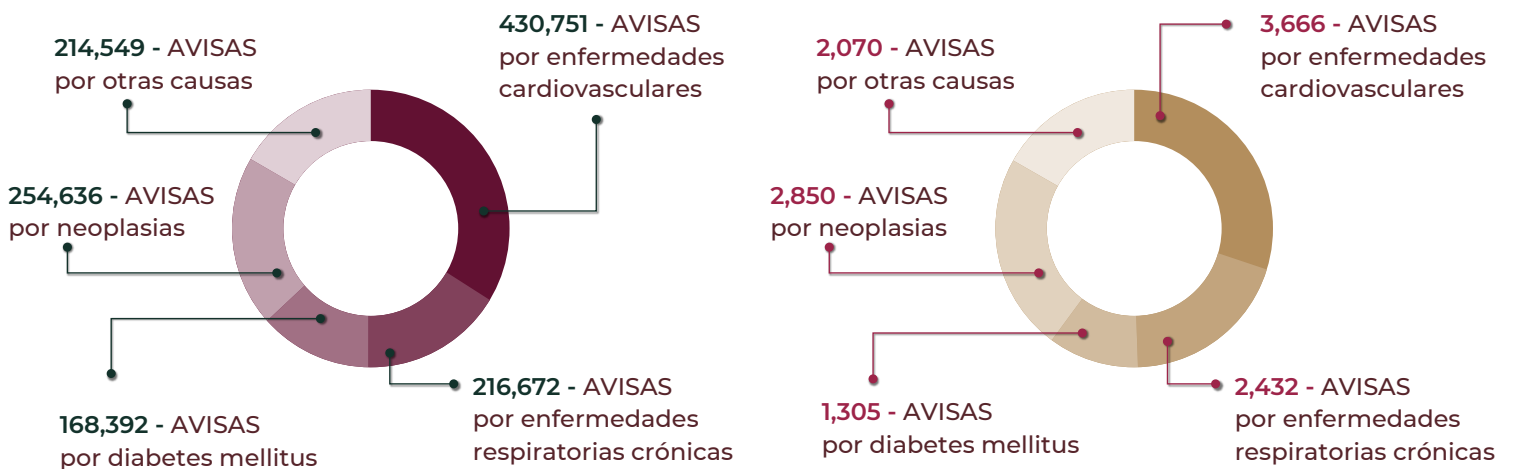 214,549 - AVISAS
por otras causas
430,751 - AVISAS
por enfermedades
cardiovasculares
254,636 - AVISAS
por neoplasias
168,392 - AVISAS
por diabetes mellitus
216,672 - AVISAS
por enfermedades
respiratorias crónicas
2,070 - AVISAS
por otras causas
3,666 - AVISAS
por enfermedades
cardiovasculares
2,850 - AVISAS
por neoplasias
1,305 - AVISAS
por diabetes mellitus
2,432 - AVISAS
por enfermedades
respiratorias crónicas